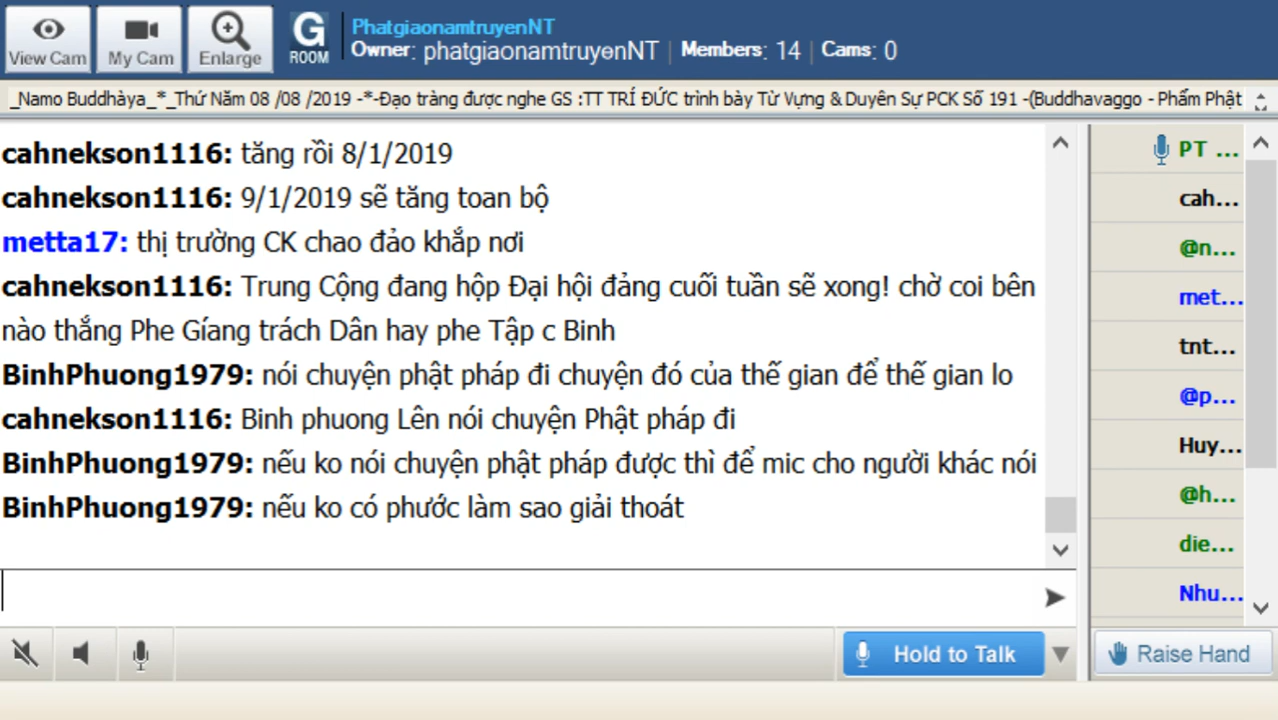 View Cam
My Cam
Enlarge
G
ROOM
PhatgiaonamtruyenNT
Owner: phatgiaonamtruyenNT | Members: 14 | Cams: 0
_Namo Buddhàya_*_Thứ Năm 08 /08 /2019 -*-Đạo tràng được nghe GS :TT TRÍ ĐỨC trình bày Từ Vựng & Duyên Sự PCK Số 191 -(Buddhavaggo - Phẩm Phật
cahnekson1116: tăng rồi 8/1/2019
cahnekson1116: 9/1/2019 sẽ tăng toan bộ
metta17: thị trường CK chao đảo khắp nơi
cahnekson1116: Trung Cộng đang hộp Đại hội đảng cuối tuần sẽ xong! chờ coi bên
nào thắng Phe Gíang trách Dân hay phe Tập c Binh
BinhPhuong1979: nói chuyện phật pháp đi chuyện đó của thế gian để thế gian lo
cahnekson1116: Binh phuong Lên nói chuyện Phật pháp đi
BinhPhuong1979: nếu ko nói chuyện phật pháp được thì để mic cho người khác nói
BinhPhuong1979: nếu ko có phước làm sao giải thoát
PT ...
cah...
@n...
met...
tnt...
@p...
Huy...
@h...
die...
Nhu...
Hold to Talk
Raise Hand